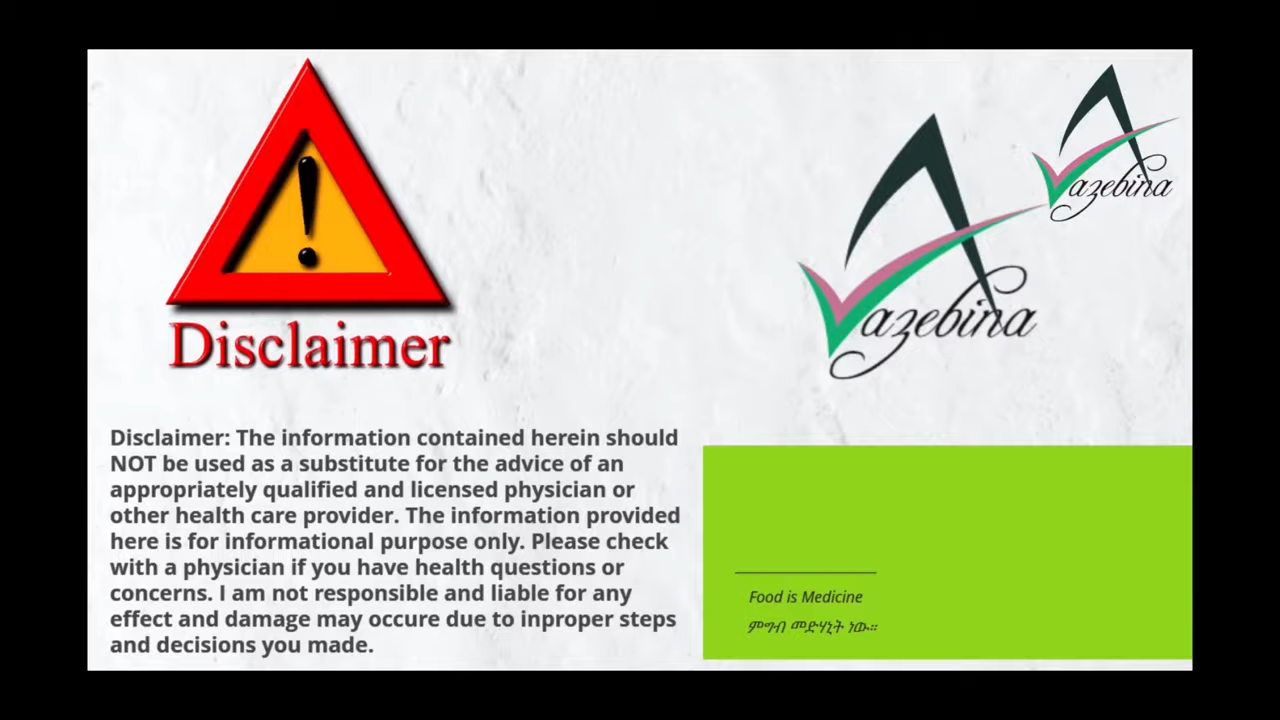 Disclaimer
Disclaimer: The information contained herein should
NOT be used as a substitute for the advice of an
appropriately qualified and licensed physician or
other health care provider. The information provided
here is for informational purpose only. Please check
with a physician if you have health questions or
concerns. I am not responsible and liable for any
effect and damage may occure due to inproper steps
and decisions you made.
A
azebina
A
azebina
Food is Medicine
ምግብ መድሃኒት ነው።